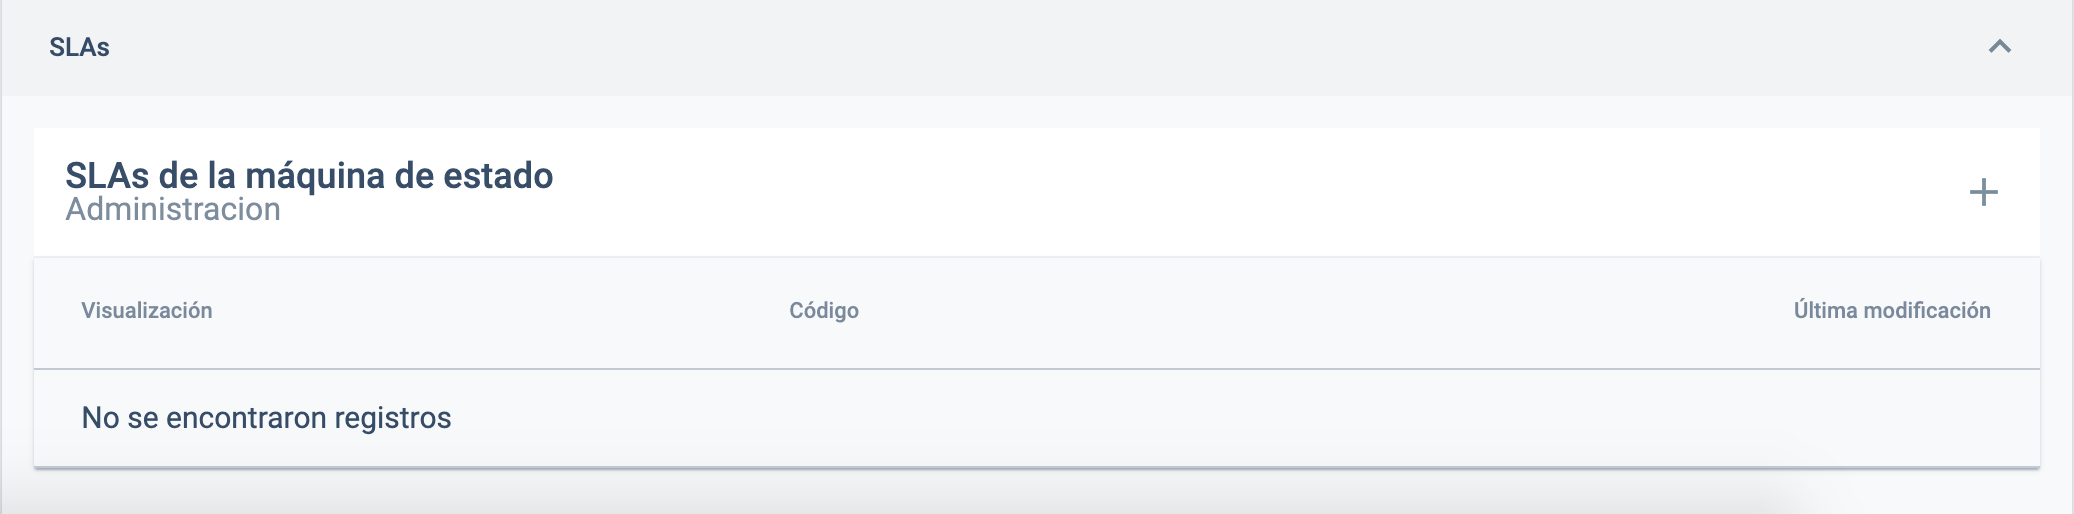 SLAs
SLAs de la máquina de estado
Administracion
Visualización Código Última modificación
No se encontraron registros